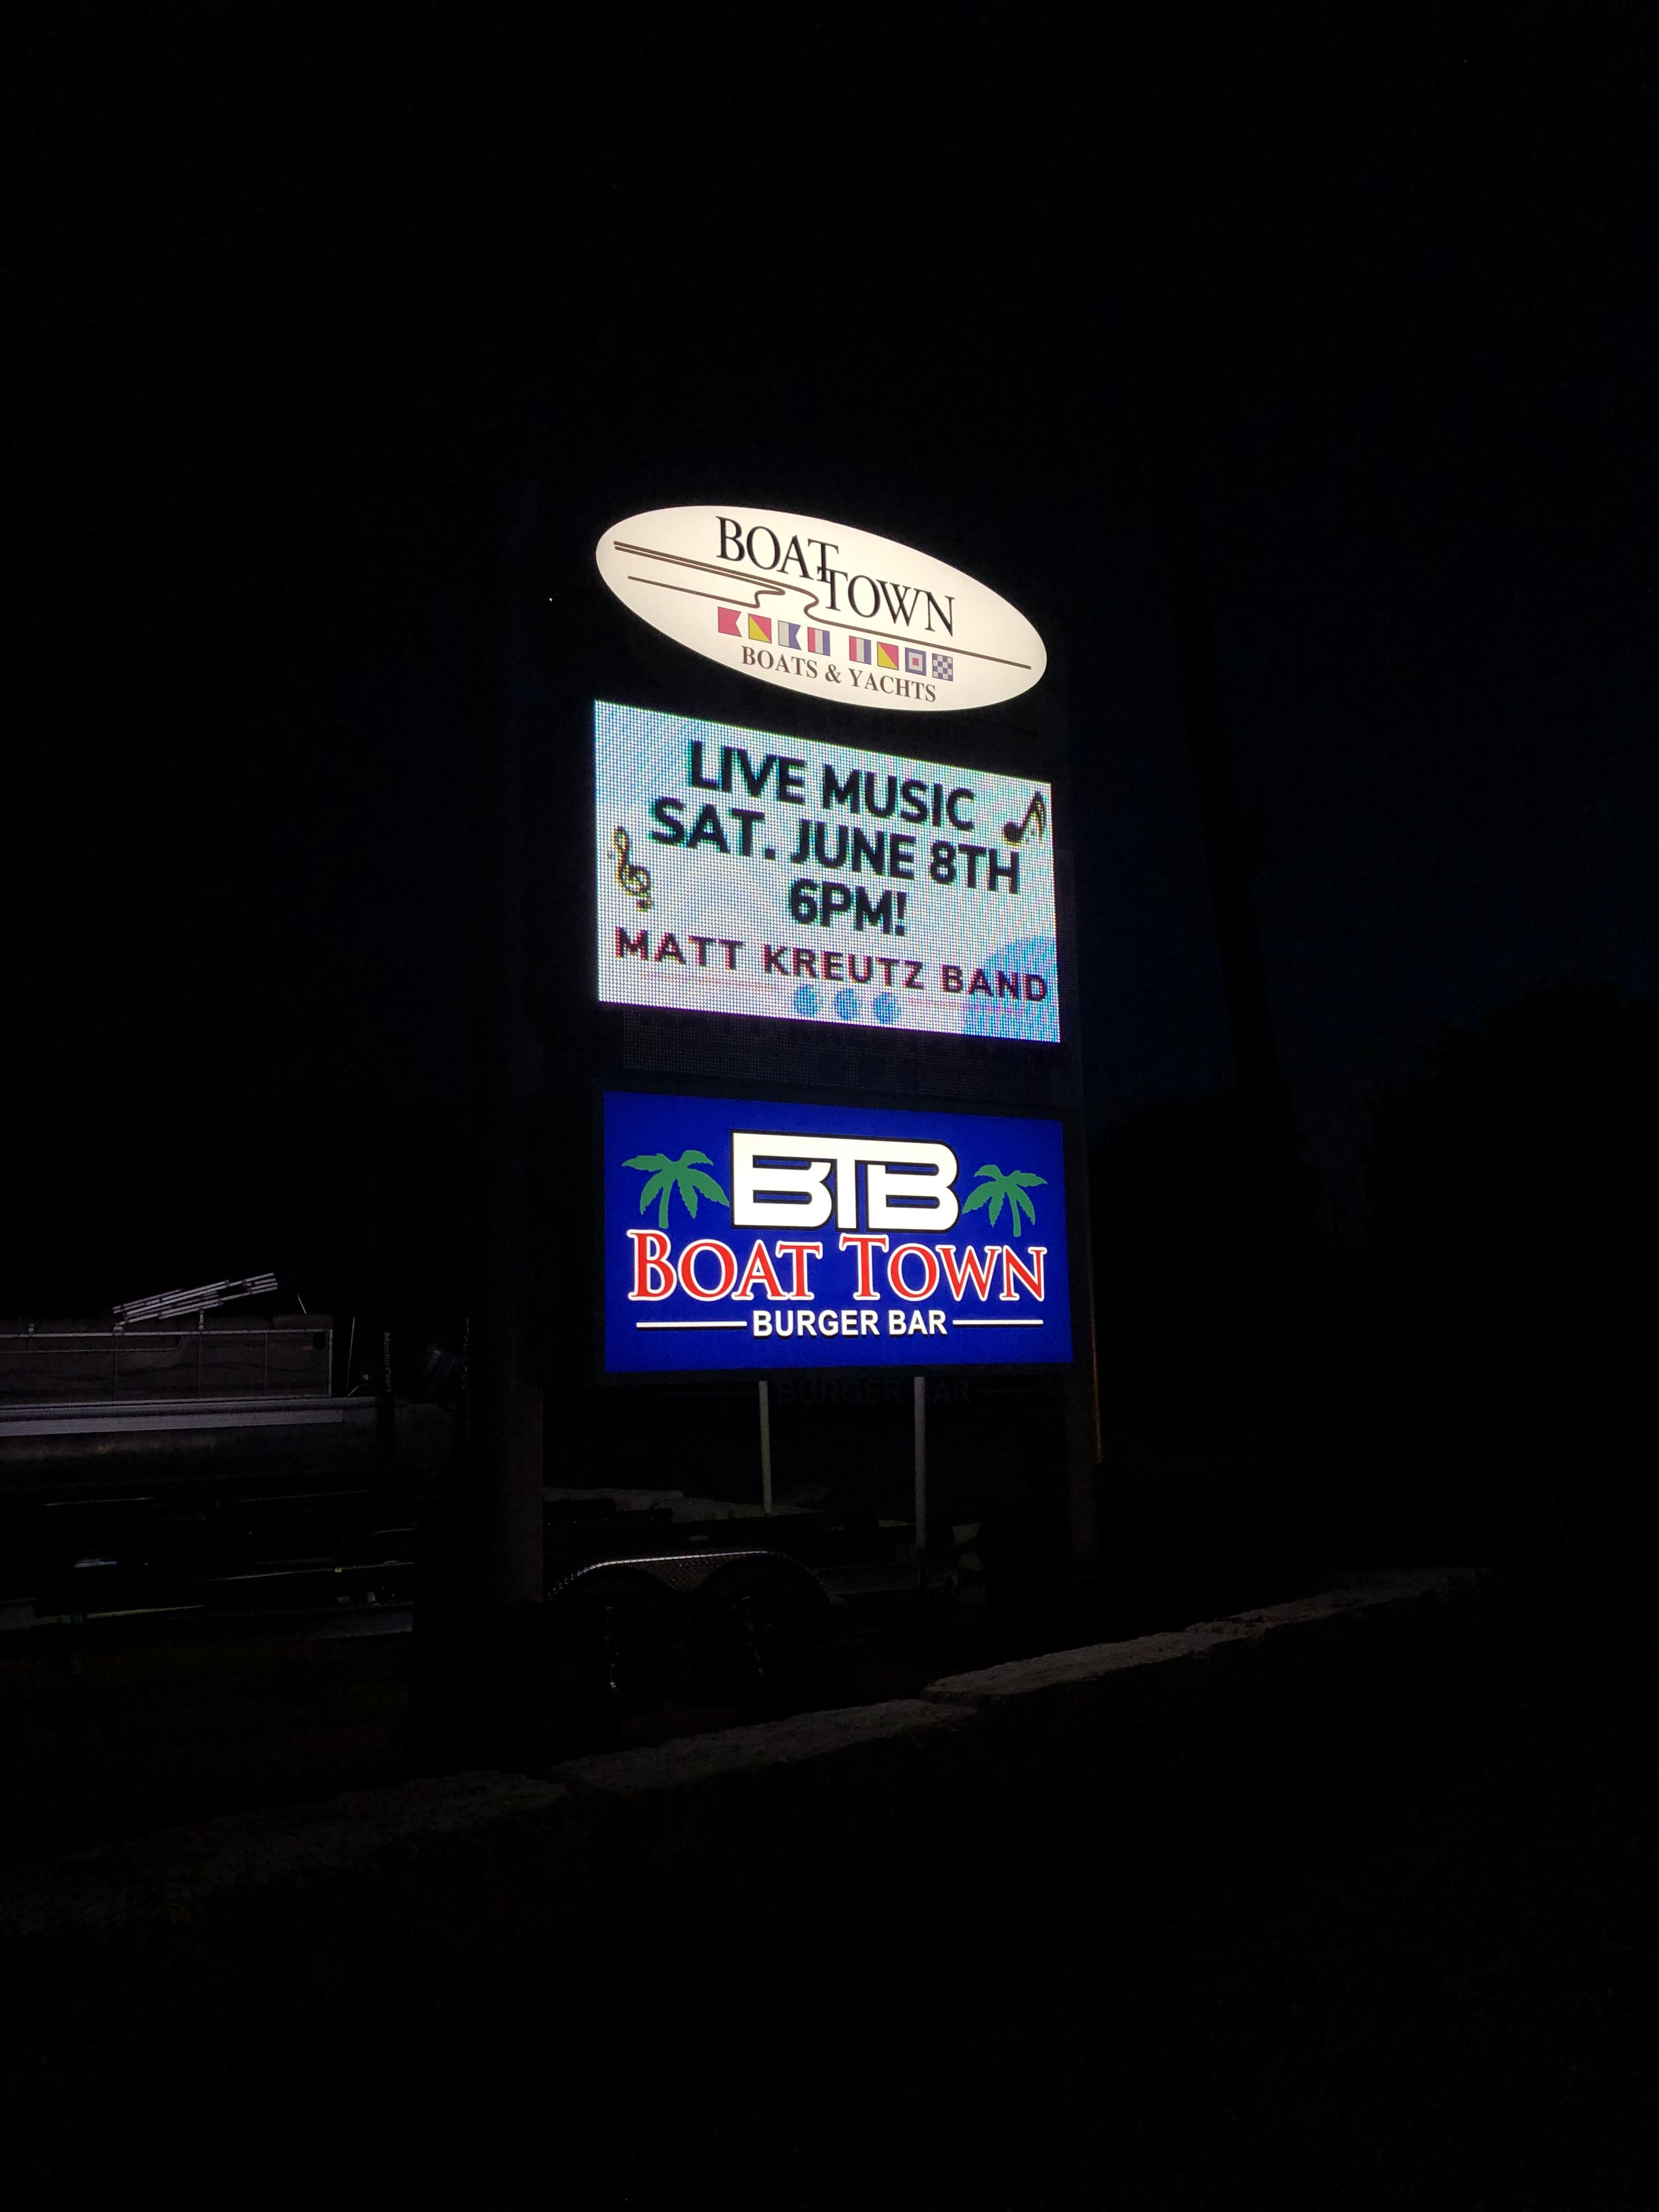 BOAT
TOWN
BOATS & YACHTS
LIVE MUSIC
SAT. JUNE 8TH
6PM!
MATT KREUTZ BAND
BTB
BOAT TOWN
BURGER BAR